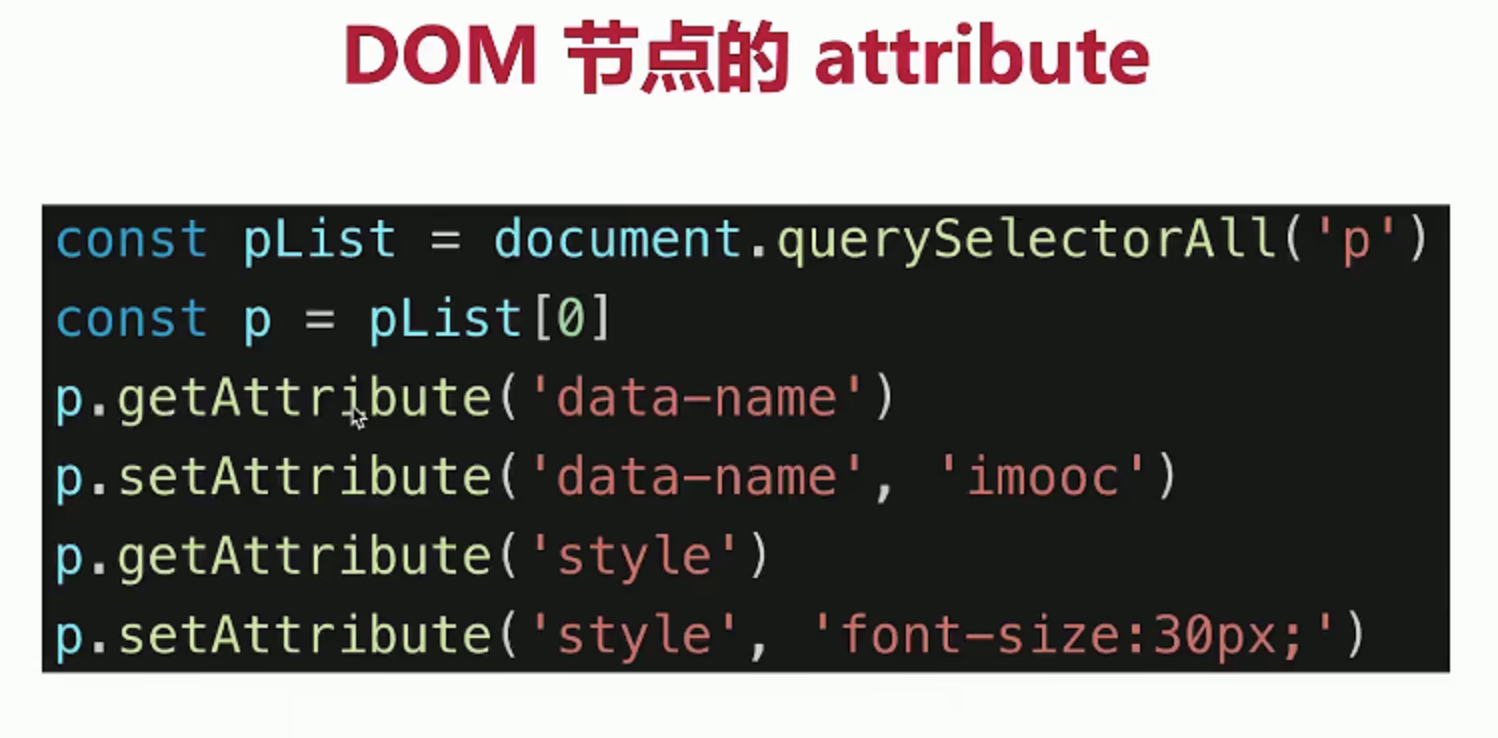 DOM 节点的 attribute
const pList = document.querySelectorAll('p')
const p = pList[0]
p.getAttribute('data-name')
p.setAttribute('data-name', 'imooc')
p.getAttribute('style')
p.setAttribute('style', 'font-size:30px;')